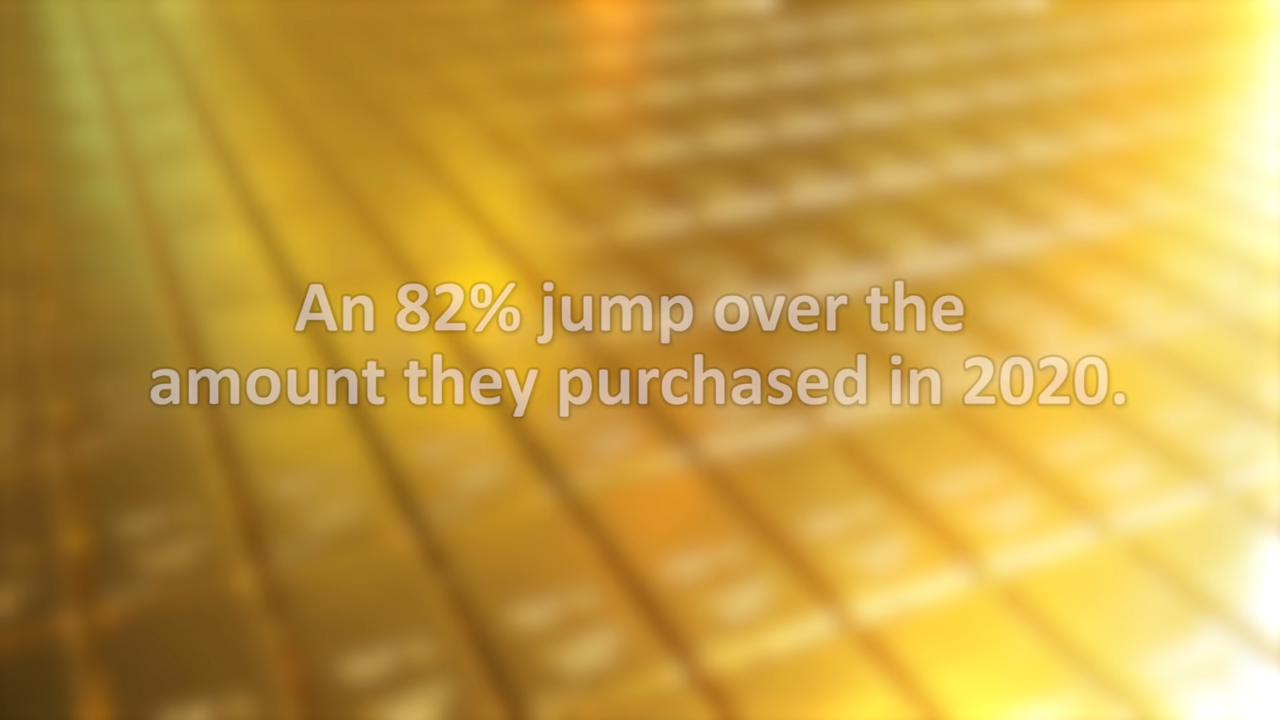 An 82% jump over the
amount they purchased in 2020.